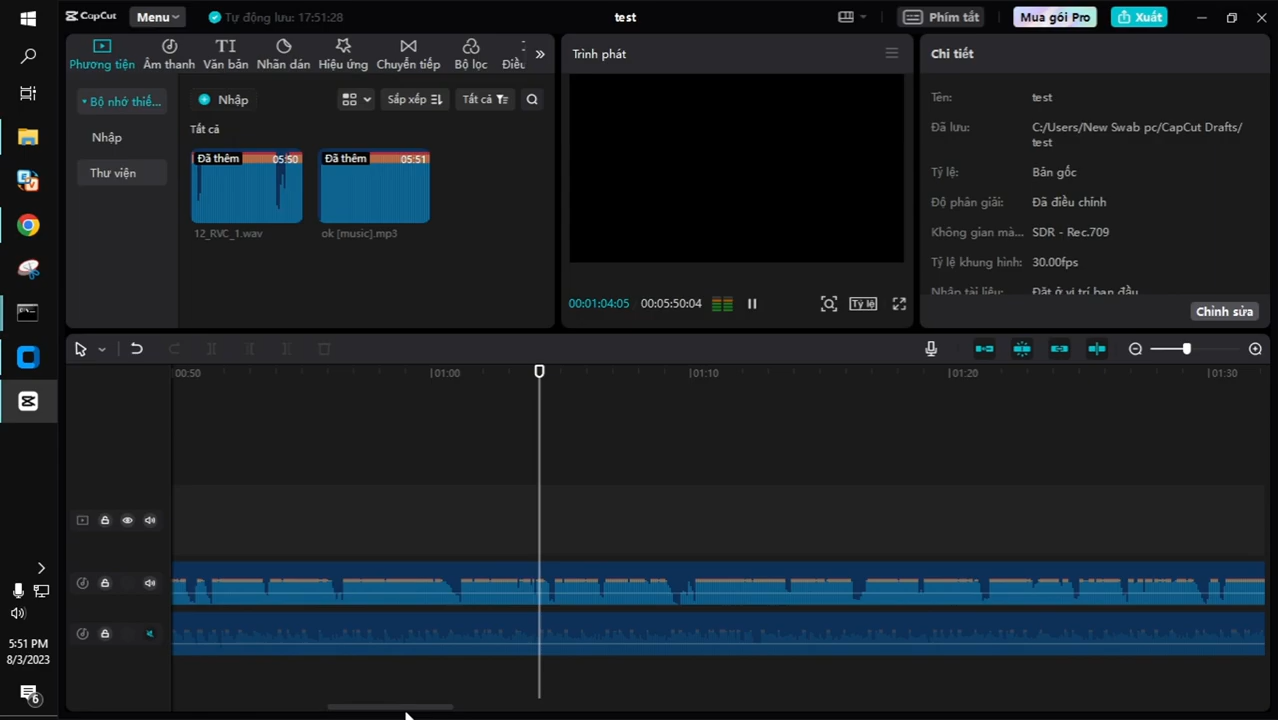 CapCut
Menu
Tự động lưu: 17:51:28
test
Phím tắt
Mua gói Pro
Xuất
Phương tiện
Âm thanh
Văn bản
Nhãn dán
Hiệu ứng
Chuyển tiếp
Bộ lọc
Điều
Bộ nhớ thiế...
Nhập
Thư viện
Nhập
Sắp xếp
Tất cả
Tất cả
Đã thêm
05:50
12_RVC_1.wav
Đã thêm
05:51
ok [music].mp3
Trình phát
00:01:04:05
00:05:50:04
Tỷ lệ
Chi tiết
Tên:
test
Đã lưu:
C:/Users/New Swab pc/CapCut Drafts/
test
Tỷ lệ:
Bản gốc
Độ phân giải:
Đã điều chỉnh
Không gian mà...
SDR - Rec.709
Tỷ lệ khung hình:
30.00fps
Nhập tài liệu:
Đặt ở vị trí ban đầu
Chỉnh sửa
00:50
01:00
01:10
01:20
01:30
5:51 PM
8/3/2023
6